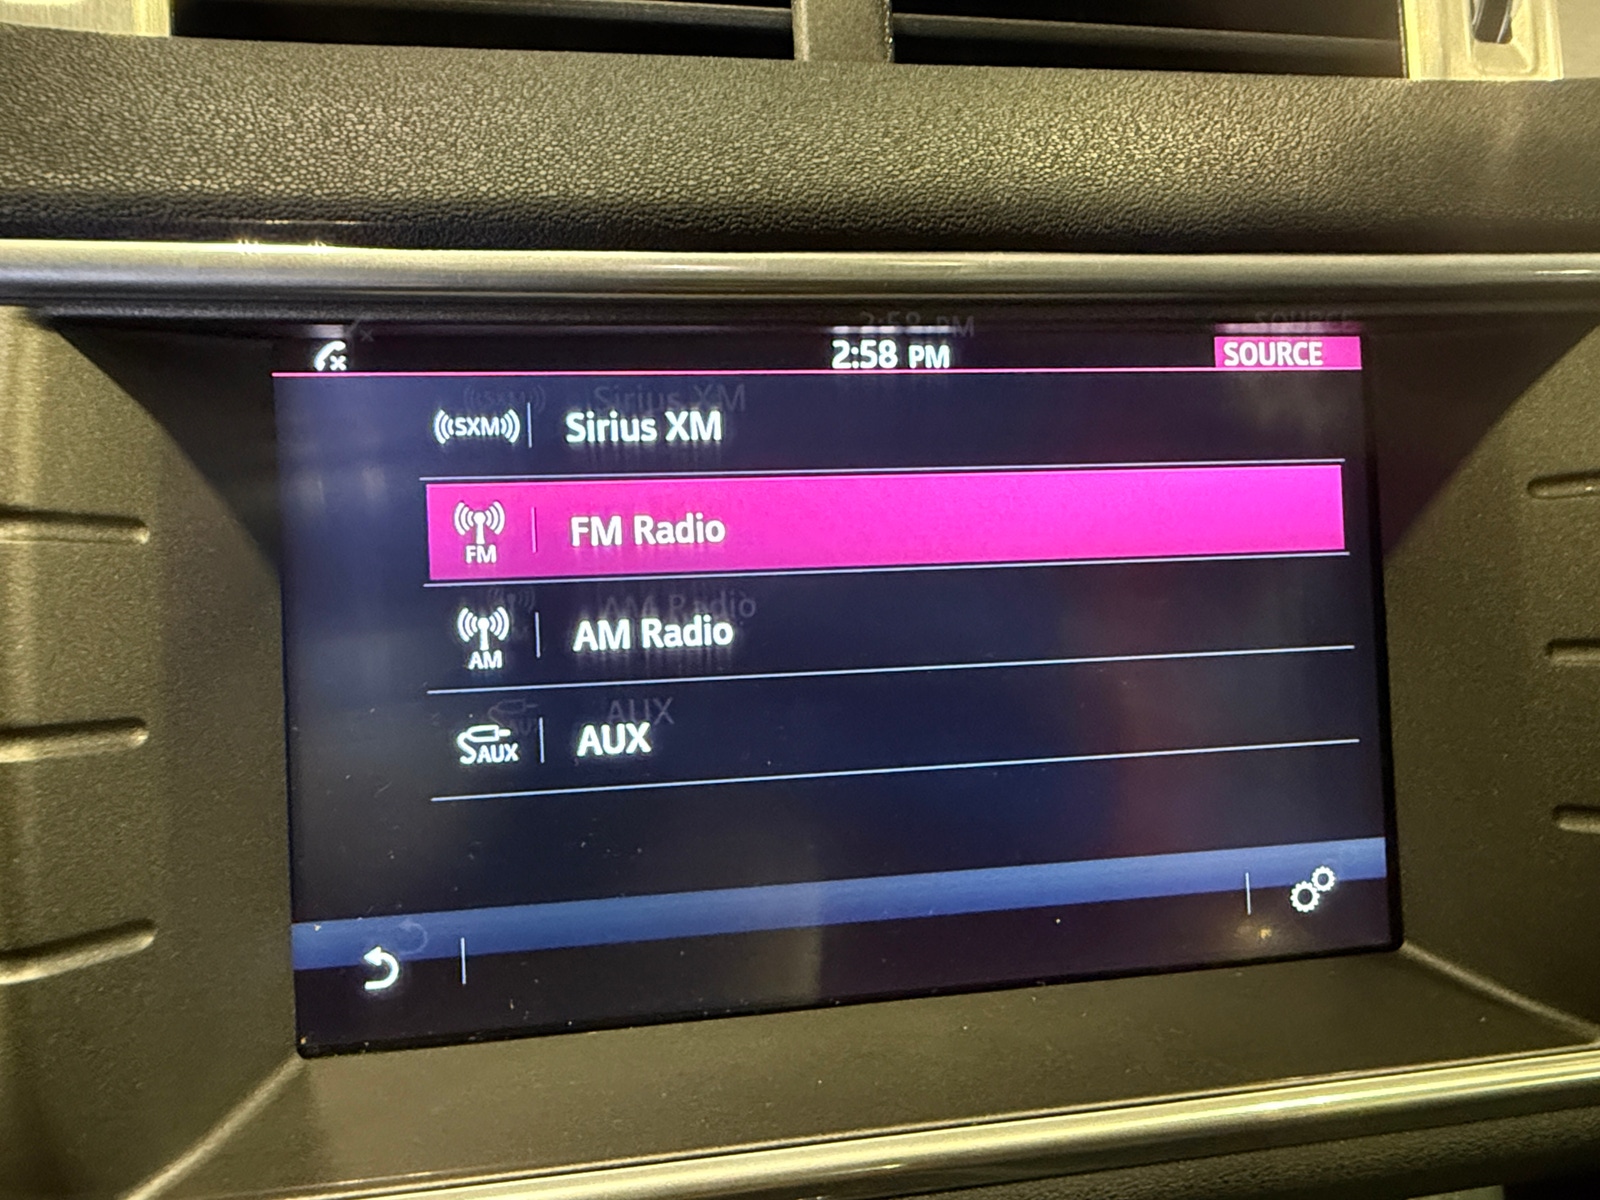 2:58 PM
SOURCE
((SXM)) Sirius XM
FM Radio
FM
AM Radio
AM
AUX AUX